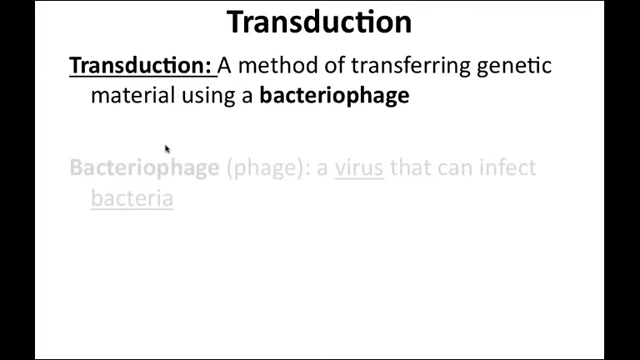 Transduction
Transduction: A method of transferring genetic
material using a bacteriophage
Bacteriophage (phage): a virus that can infect
bacteria